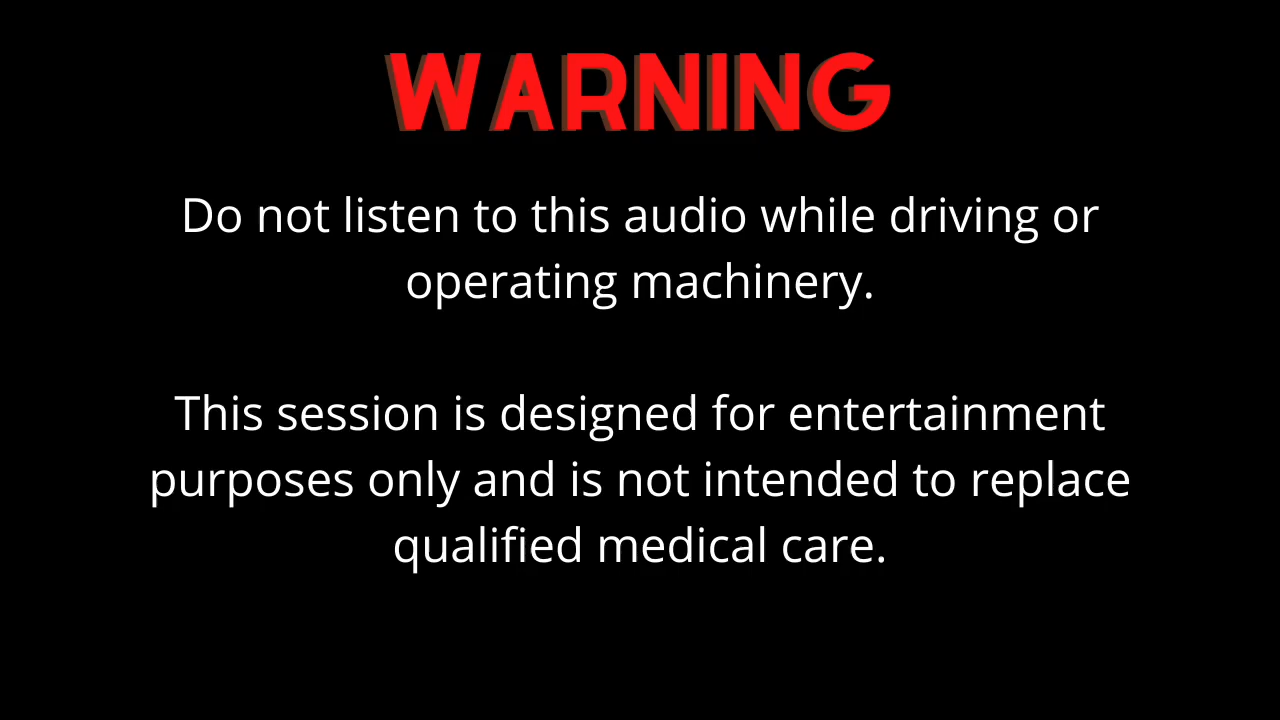 WARNING
Do not listen to this audio while driving or
operating machinery.
This session is designed for entertainment
purposes only and is not intended to replace
qualified medical care.